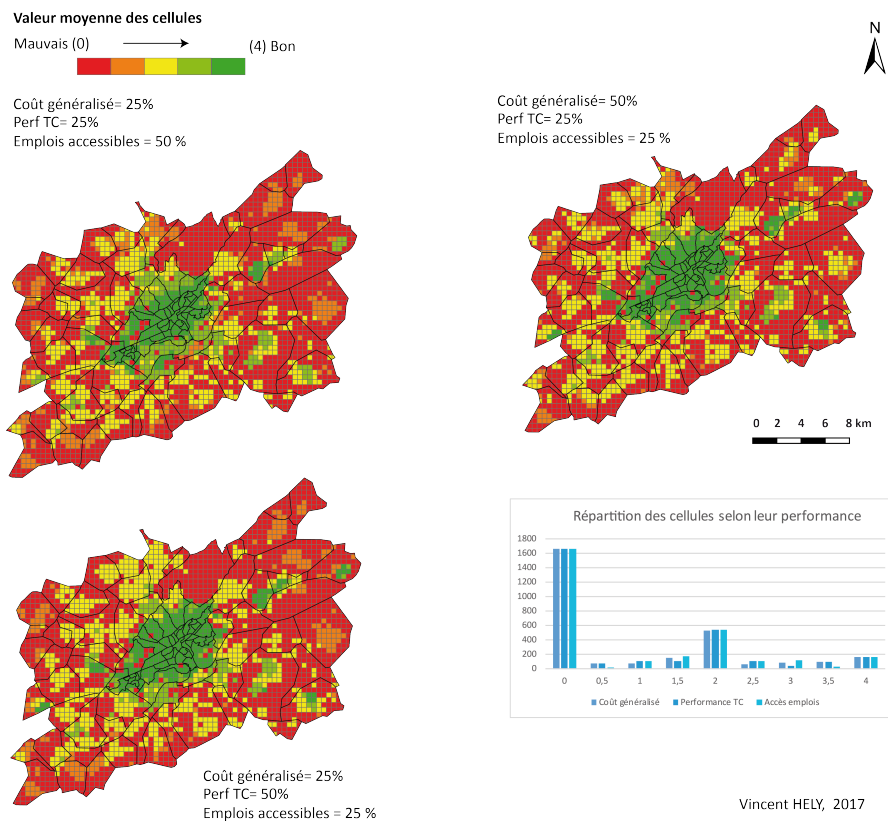 Valeur moyenne des cellules
Mauvais (0)
(4) Bon
N
Coût généralisé= 25%
Perf TC= 25%
Emplois accessibles = 50 %
Coût généralisé= 50%
Perf TC= 25%
Emplois accessibles = 25 %
0 2 4 6 8 km
Répartition des cellules selon leur performance
1800
1600
1400
1200
1000
800
600
400
200
0
0 0,5 1 1,5 2 2,5 3 3,5 4
Coût généralisé Performance TC Accès emplois
Coût généralisé= 25%
Perf TC= 50%
Emplois accessibles = 25 %
Vincent HELY, 2017